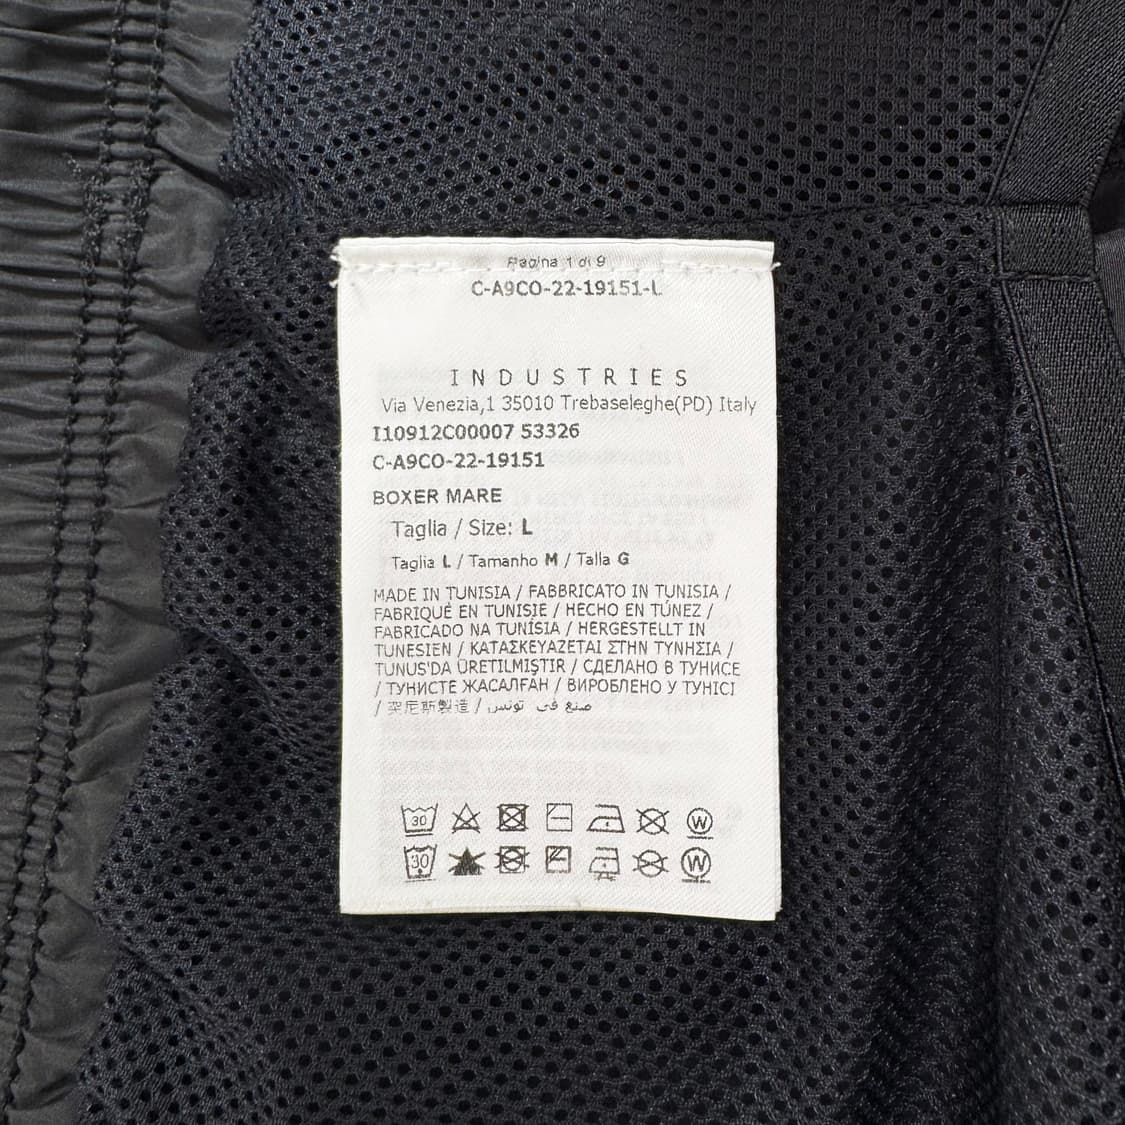 Pagina 1 di 9
C-A9CO-22-19151-L
INDUSTRIES
Via Venezia,1 35010 Trebaseleghe(PD) Italy
I10912C00007 53326
C-A9CO-22-19151
BOXER MARE
Taglia / Size: L
Taglia L / Tamanho M / Talla G
MADE IN TUNISIA / FABBRICATO IN TUNISIA /
FABRIQUÉ EN TUNISIE / HECHO EN TÚNEZ /
FABRICADO NA TUNÍSIA / HERGESTELLT IN
TUNESIEN / ΚΑΤΑΣΚΕΥΑΖΕΤΑΙ ΣΤΗΝ ΤΥΝΗΣΙΑ /
TUNUS'DA ÜRETILMIŞTIR / СДЕЛАНО В ТУНИСЕ
/ ТУНИСТЕ ЖАСАЛҒАН / ВИРОБЛЕНО У ТУНІСІ
/ 突尼斯製造 / صنع في تونس
30 W
30 W